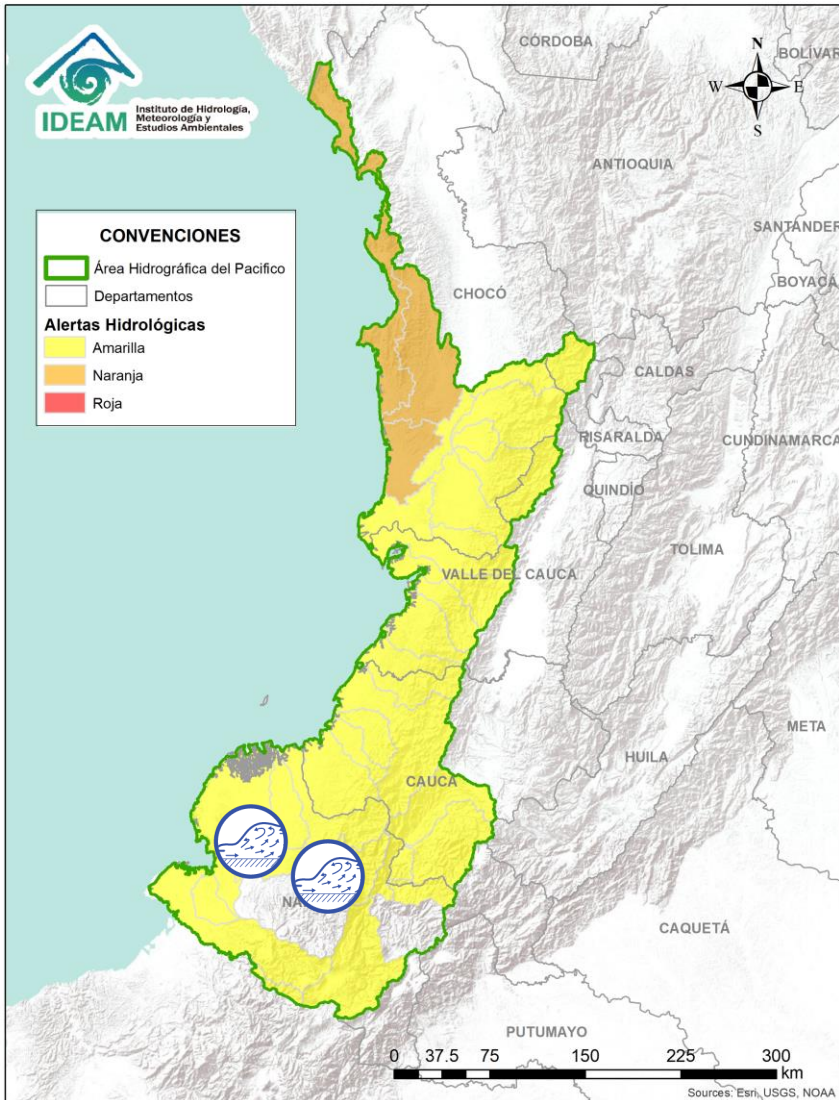 IDEAM
Instituto de Hidrología,
Meteorología y
Estudios Ambientales
CÓRDOBA
BOLÍVAR
N
W
E
S
ANTIOQUIA
SANTANDER
BOYACÁ
CONVENCIONES
Área Hidrográfica del Pacifico
Departamentos
Alertas Hidrológicas
Amarilla
Naranja
Roja
CHOCÓ
CALDAS
RISARALDA
CUNDINAMARCA
QUINDÍO
TOLIMA
VALLE DEL CAUCA
META
HUILA
CAUCA
NA
CAQUETÁ
PUTUMAYO
0 37.5 75 150 225 300
km
Sources: Esri, USGS, NOAA